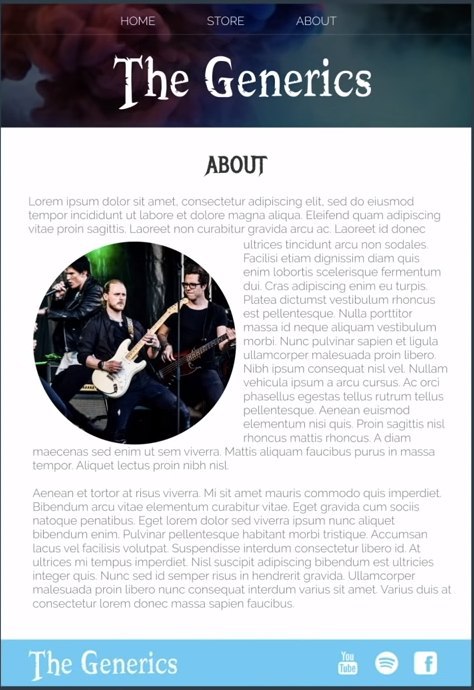 HOME STORE ABOUT
The Generics
ABOUT
Lorem ipsum dolor sit amet, consectetur adipiscing elit, sed do eiusmod
tempor incididunt ut labore et dolore magna aliqua. Eleifend quam adipiscing
vitae proin sagittis. Laoreet non curabitur gravida arcu ac. Laoreet id donec
ultrices tincidunt arcu non sodales
Facilisi etiam dignissim diam quis
enim lobortis scelerisque fermentum
dui. Cras adipiscing enim eu turpis.
Platea dictumst vestibulum rhoncus
est pellentesque. Nulla porttitor
massa id neque aliquam vestibulum
morbi. Nunc pulvinar sapien et ligula
ullamcorper malesuada proin libero.
Nibh ipsum consequat nisl vel. Nullam
vehicula ipsum a arcu cursus. Ac orci
phasellus egestas tellus rutrum tellus
pellentesque. Aenean euismod
elementum nisi quis. Proin sagittis nisl
rhoncus mattis rhoncus. A diam
maecenas sed enim ut sem viverra. Mattis aliquam faucibus purus in massa
tempor. Aliquet lectus proin nibh nisl.
Aenean et tortor at risus viverra. Mi sit amet mauris commodo quis imperdiet.
Bibendum arcu vitae elementum curabitur vitae. Eget gravida cum sociis
natoque penatibus. Eget lorem dolor sed viverra ipsum nunc aliquet
bibendum enim. Pulvinar pellentesque habitant morbi tristique. Accumsan
lacus vel facilisis volutpat. Suspendisse interdum consectetur libero id. At
ultrices mi tempus imperdiet. Nisl suscipit adipiscing bibendum est ultricies
integer quis. Nunc sed id semper risus in hendrerit gravida. Ullamcorper
malesuada proin libero nunc consequat interdum varius sit amet. Varius duis at
consectetur lorem donec massa sapien faucibus.
The Generics
You
Tube